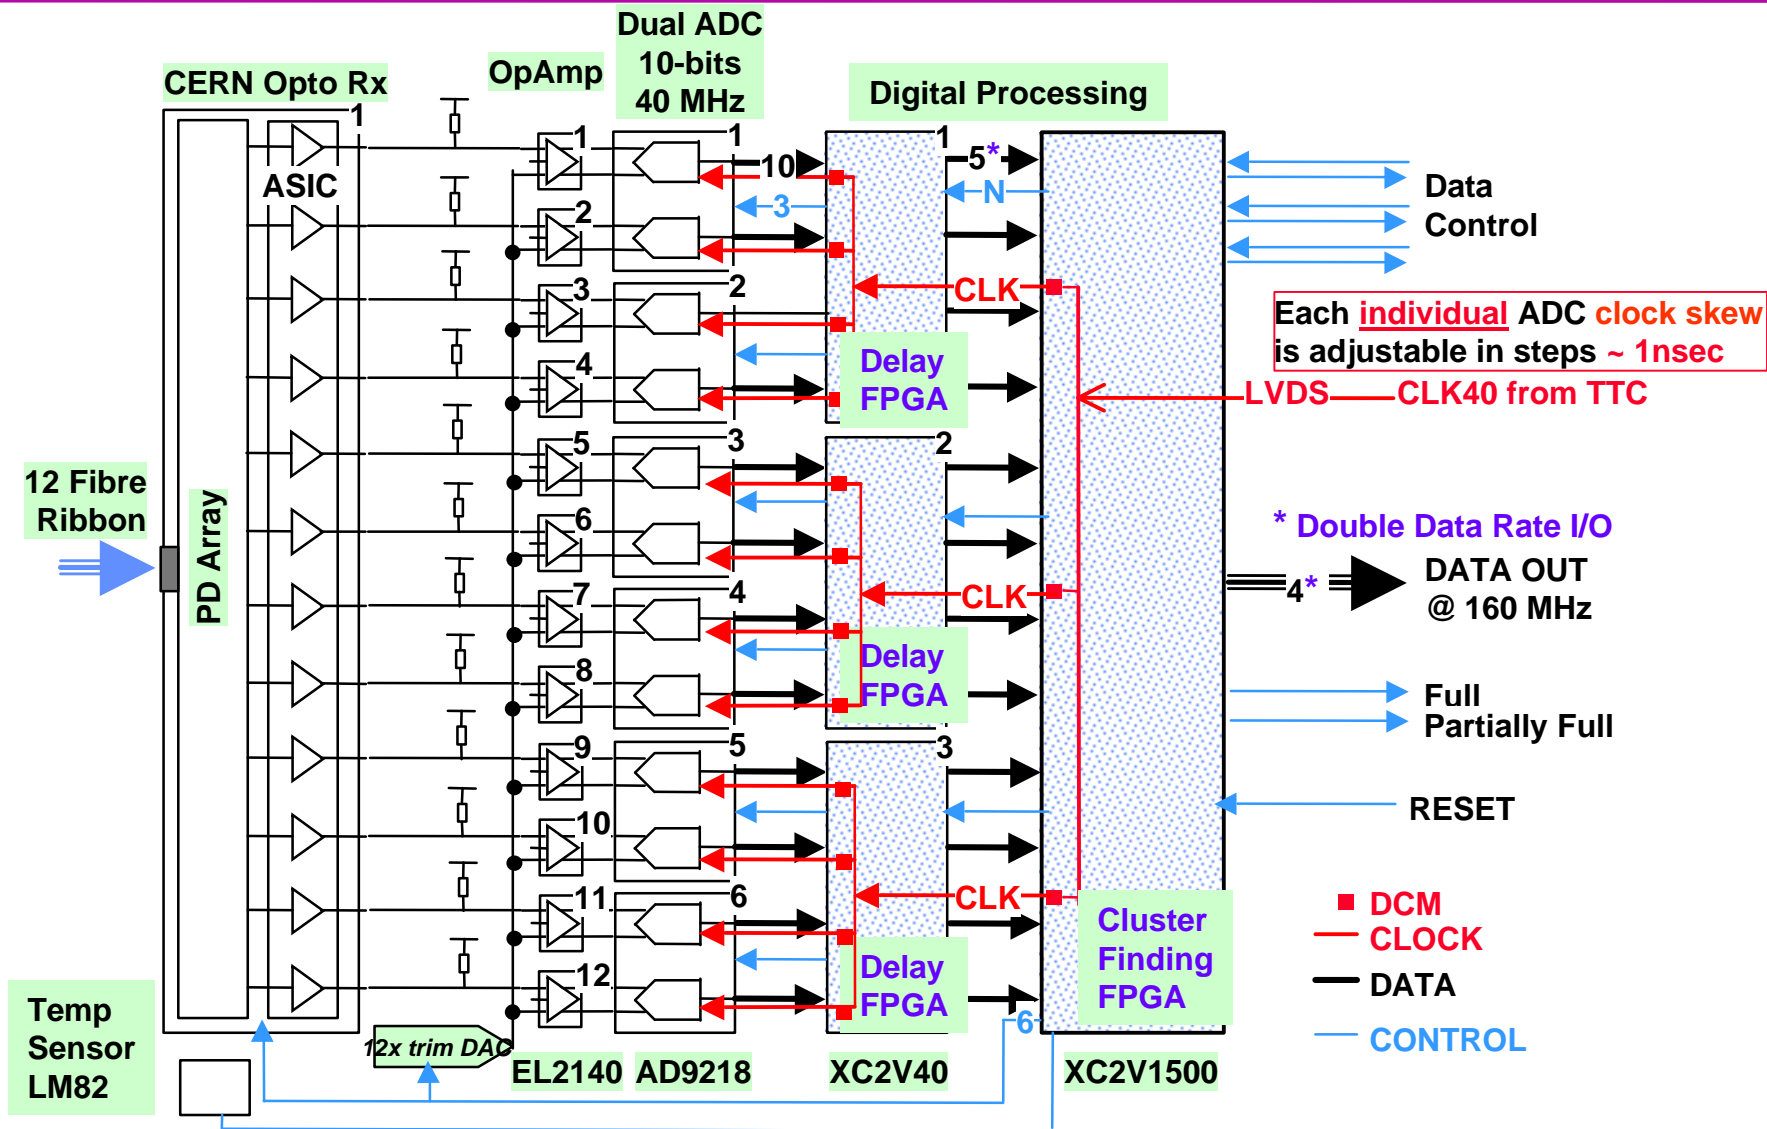 Dual ADC
10-bits
40 MHz
OpAmp
CERN Opto Rx
Digital Processing
1
ASIC
PD Array
12 Fibre
Ribbon
1
2
3
4
5
6
7
8
9
10
11
12
1
2
3
4
5
6
10
3
1
2
3
5*
N
CLK
CLK
CLK
Delay
FPGA
Delay
FPGA
Delay
FPGA
Cluster
Finding
FPGA
6
Data
Control
Each individual ADC clock skew
is adjustable in steps ~ 1nsec
LVDS
CLK40 from TTC
* Double Data Rate I/O
4*
DATA OUT
@ 160 MHz
Full
Partially Full
RESET
DCM
CLOCK
DATA
CONTROL
Temp
Sensor
LM82
12x trim DAC
EL2140
AD9218
XC2V40
XC2V1500